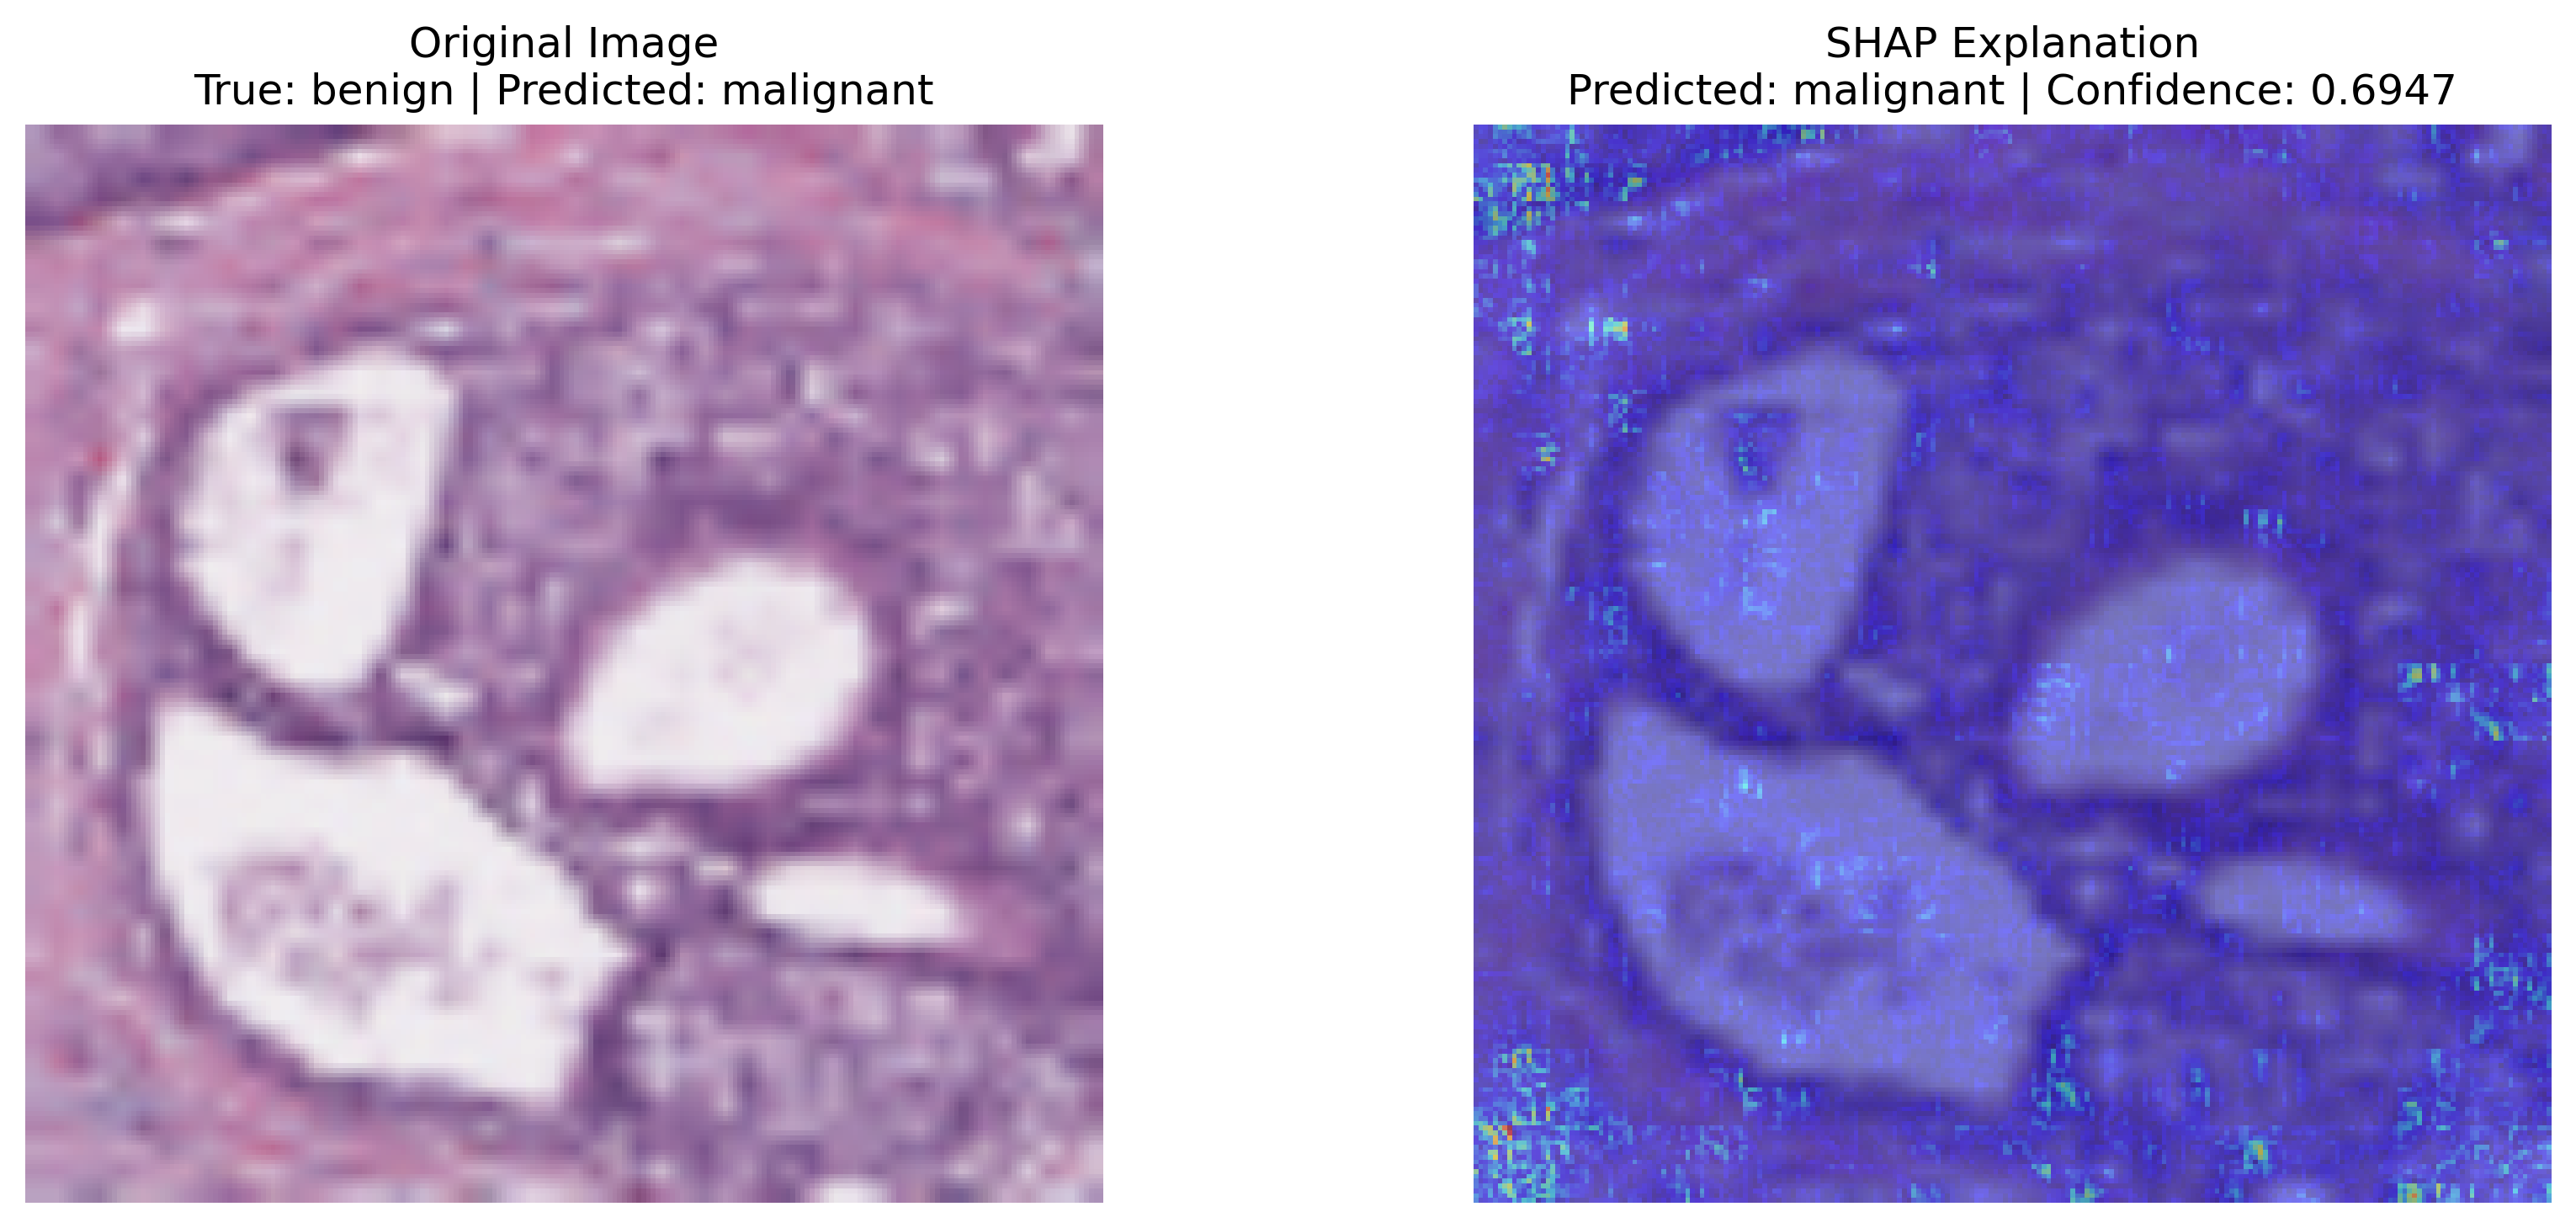 Original Image
True: benign | Predicted: malignant
SHAP Explanation
Predicted: malignant | Confidence: 0.6947